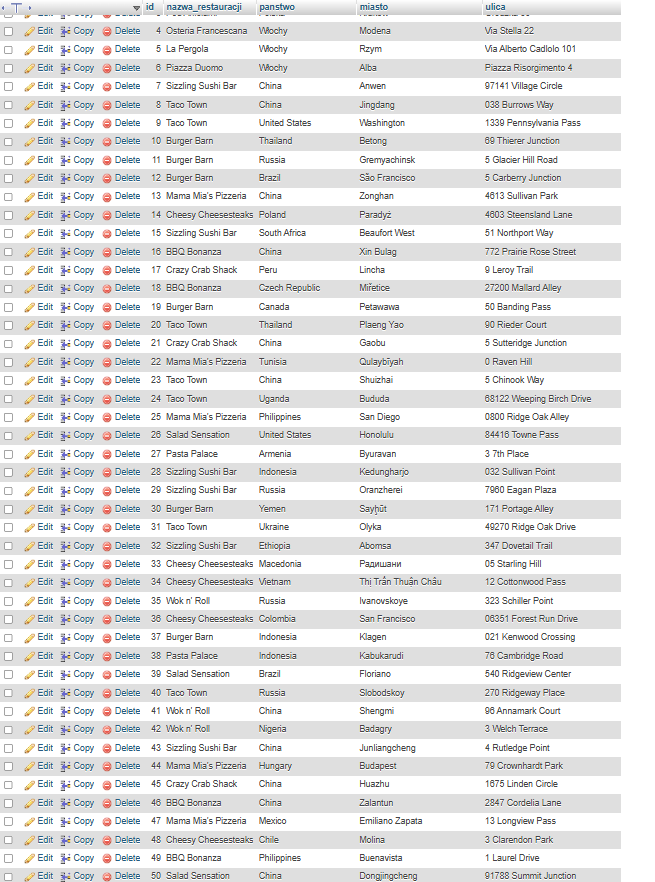 id nazwa_restauracji panstwo miasto ulica
Edit Copy Delete 4 Osteria Francescana Włochy Modena Via Stella 22
Edit Copy Delete 5 La Pergola Włochy Rzym Via Alberto Cadlolo 101
Edit Copy Delete 6 Piazza Duomo Włochy Alba Piazza Risorgimento 4
Edit Copy Delete 7 Sizzling Sushi Bar China Anwen 97141 Village Circle
Edit Copy Delete 8 Taco Town China Jingdang 038 Burrows Way
Edit Copy Delete 9 Taco Town United States Washington 1339 Pennsylvania Pass
Edit Copy Delete 10 Burger Barn Thailand Betong 69 Thierer Junction
Edit Copy Delete 11 Burger Barn Russia Gremyachinsk 5 Glacier Hill Road
Edit Copy Delete 12 Burger Barn Brazil São Francisco 5 Carberry Junction
Edit Copy Delete 13 Mama Mia's Pizzeria China Zonghan 4613 Sullivan Park
Edit Copy Delete 14 Cheesy Cheesesteaks Poland Paradyż 4603 Steensland Lane
Edit Copy Delete 15 Sizzling Sushi Bar South Africa Beaufort West 51 Northport Way
Edit Copy Delete 16 BBQ Bonanza China Xin Bulag 772 Prairie Rose Street
Edit Copy Delete 17 Crazy Crab Shack Peru Lincha 9 Leroy Trail
Edit Copy Delete 18 BBQ Bonanza Czech Republic Miřetice 27200 Mallard Alley
Edit Copy Delete 19 Burger Barn Canada Petawawa 50 Banding Pass
Edit Copy Delete 20 Taco Town Thailand Plaeng Yao 90 Rieder Court
Edit Copy Delete 21 Crazy Crab Shack China Gaobu 5 Sutteridge Junction
Edit Copy Delete 22 Mama Mia's Pizzeria Tunisia Qulaybīyah 0 Raven Hill
Edit Copy Delete 23 Taco Town China Shuizhai 5 Chinook Way
Edit Copy Delete 24 Taco Town Uganda Bududa 68122 Weeping Birch Drive
Edit Copy Delete 25 Mama Mia's Pizzeria Philippines San Diego 0800 Ridge Oak Alley
Edit Copy Delete 26 Salad Sensation United States Honolulu 84416 Towne Pass
Edit Copy Delete 27 Pasta Palace Armenia Byuravan 3 7th Place
Edit Copy Delete 28 Sizzling Sushi Bar Indonesia Kedungharjo 032 Sullivan Point
Edit Copy Delete 29 Sizzling Sushi Bar Russia Oranzherei 7960 Eagan Plaza
Edit Copy Delete 30 Burger Barn Yemen Sayḩūt 171 Portage Alley
Edit Copy Delete 31 Taco Town Ukraine Olyka 49270 Ridge Oak Drive
Edit Copy Delete 32 Sizzling Sushi Bar Ethiopia Abomsa 347 Dovetail Trail
Edit Copy Delete 33 Cheesy Cheesesteaks Macedonia Радишани 05 Starling Hill
Edit Copy Delete 34 Cheesy Cheesesteaks Vietnam Thị Trấn Thuận Châu 12 Cottonwood Pass
Edit Copy Delete 35 Wok n' Roll Russia Ivanovskoye 323 Schiller Point
Edit Copy Delete 36 Cheesy Cheesesteaks Colombia San Francisco 06351 Forest Run Drive
Edit Copy Delete 37 Burger Barn Indonesia Klagen 021 Kenwood Crossing
Edit Copy Delete 38 Pasta Palace Indonesia Kabukarudi 76 Cambridge Road
Edit Copy Delete 39 Salad Sensation Brazil Floriano 540 Ridgeview Center
Edit Copy Delete 40 Taco Town Russia Slobodskoy 270 Ridgeway Place
Edit Copy Delete 41 Wok n' Roll China Shengmi 96 Annamark Court
Edit Copy Delete 42 Wok n' Roll Nigeria Badagry 3 Welch Terrace
Edit Copy Delete 43 Sizzling Sushi Bar China Junliangcheng 4 Rutledge Point
Edit Copy Delete 44 Mama Mia's Pizzeria Hungary Budapest 79 Crownhardt Park
Edit Copy Delete 45 Crazy Crab Shack China Huazhu 1675 Linden Circle
Edit Copy Delete 46 BBQ Bonanza China Zalantun 2847 Cordelia Lane
Edit Copy Delete 47 Mama Mia's Pizzeria Mexico Emiliano Zapata 13 Longview Pass
Edit Copy Delete 48 Cheesy Cheesesteaks Chile Molina 3 Clarendon Park
Edit Copy Delete 49 BBQ Bonanza Philippines Buenavista 1 Laurel Drive
Edit Copy Delete 50 Salad Sensation China Dongjingcheng 91788 Summit Junction